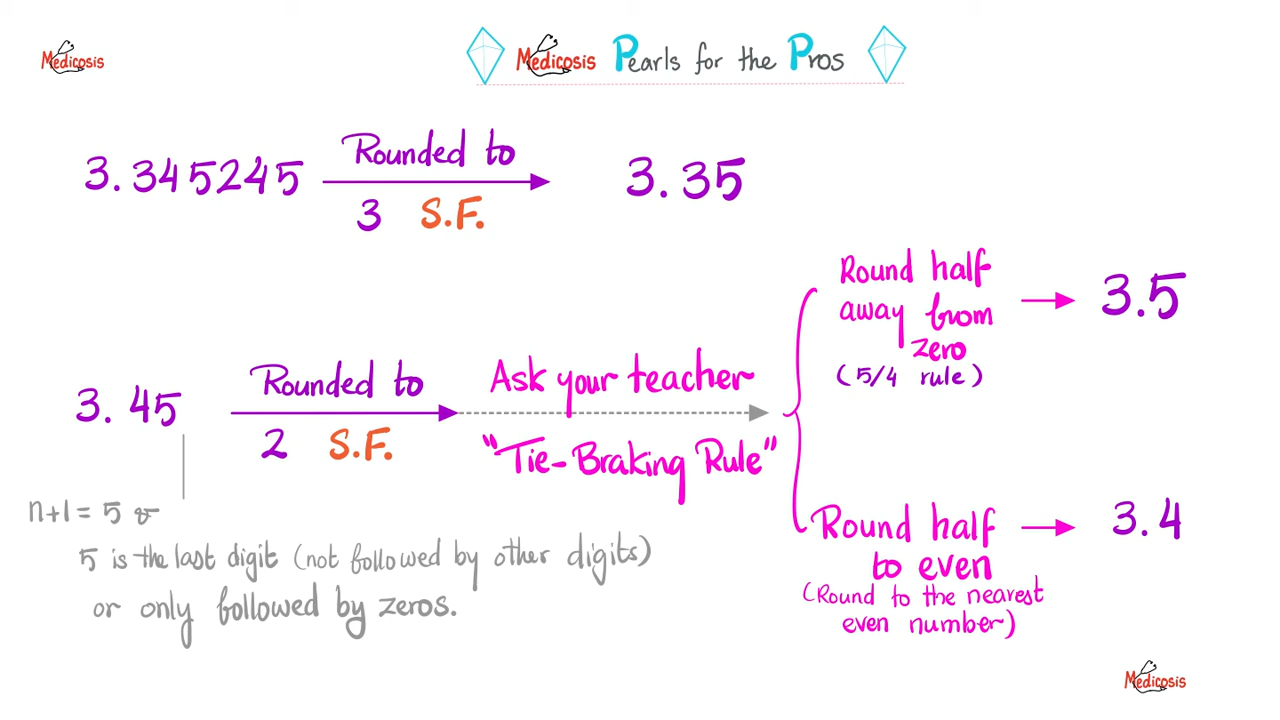 Medicosis
Medicosis Pearls for the Pros
3.345245
Rounded to
3 S.F.
3.35
3.45
Rounded to
2 S.F.
Ask your teacher
"Tie-Braking Rule"
Round half
away from
zero
(5/4 rule)
3.5
Round half
to even
(Round to the nearest
even number)
3.4
n+1 = 5 &
5 is the last digit (not followed by other digits)
or only followed by zeros.
Medicosis